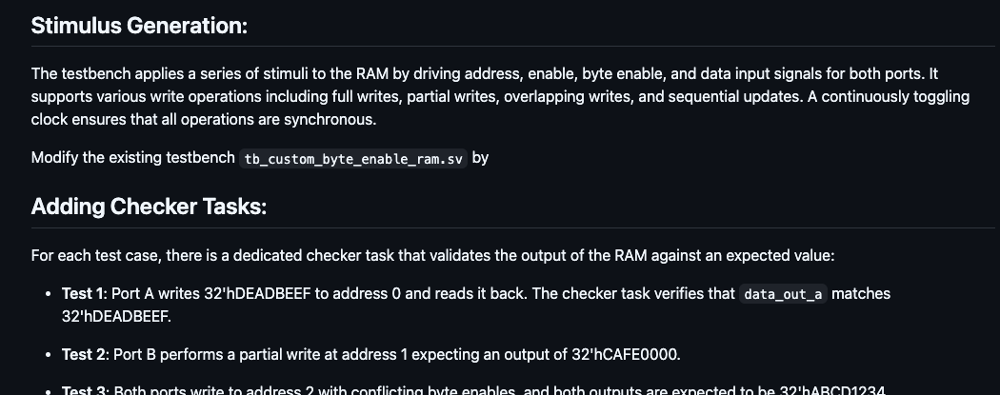 Stimulus Generation:
The testbench applies a series of stimuli to the RAM by driving address, enable, byte enable, and data input signals for both ports. It
supports various write operations including full writes, partial writes, overlapping writes, and sequential updates. A continuously toggling
clock ensures that all operations are synchronous.
Modify the existing testbench tb_custom_byte_enable_ram.sv by
Adding Checker Tasks:
For each test case, there is a dedicated checker task that validates the output of the RAM against an expected value:
• Test 1: Port A writes 32'hDEADBEEF to address 0 and reads it back. The checker task verifies that data_out_a matches
32'hDEADBEEF.
• Test 2: Port B performs a partial write at address 1 expecting an output of 32'hCAFE0000.
• Test 3: Both ports write to address 2 with conflicting byte enables, and both outputs are expected to be 32'hABCD1234